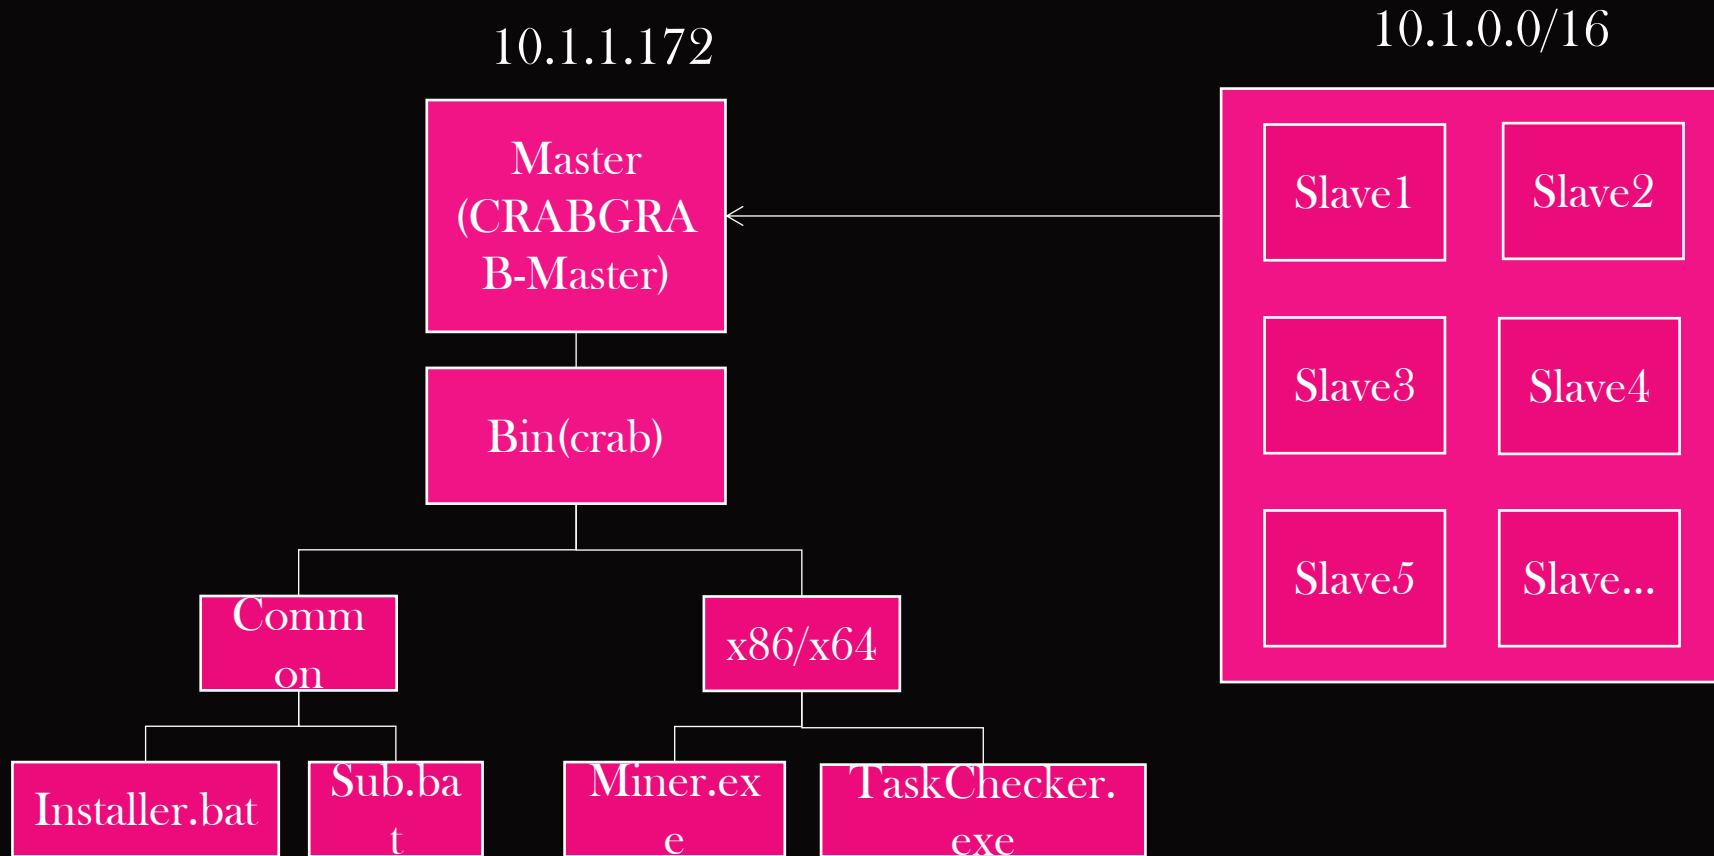 10.1.1.172
10.1.0.0/16
Master
(CRABGRA
B-Master)
Slave1
Slave2
Slave3
Slave4
Bin(crab)
Slave5
Slave...
Comm
on
x86/x64
Installer.bat
Sub.ba
t
Miner.ex
e
TaskChecker.
exe